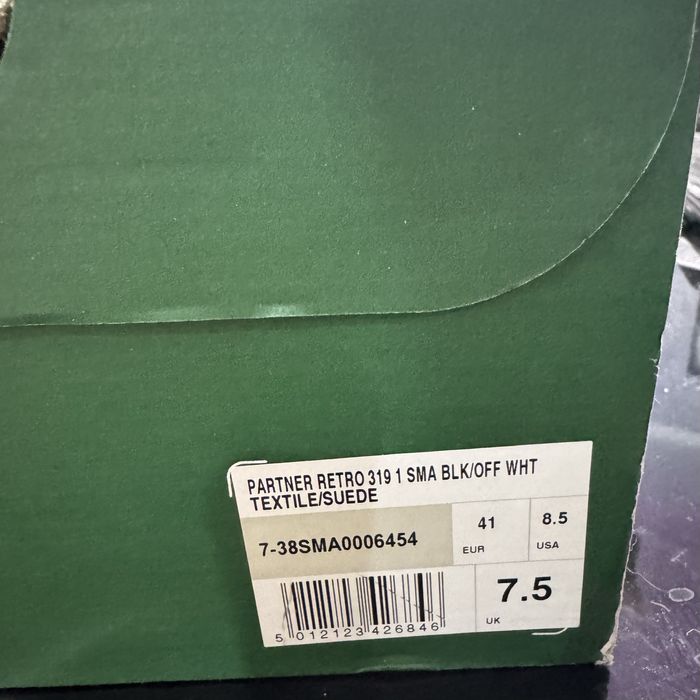 PARTNER RETRO 319 1 SMA BLK/OFF WHT
TEXTILE/SUEDE
7-38SMA0006454
41
EUR
8.5
USA
7.5
UK
5 012123 426846